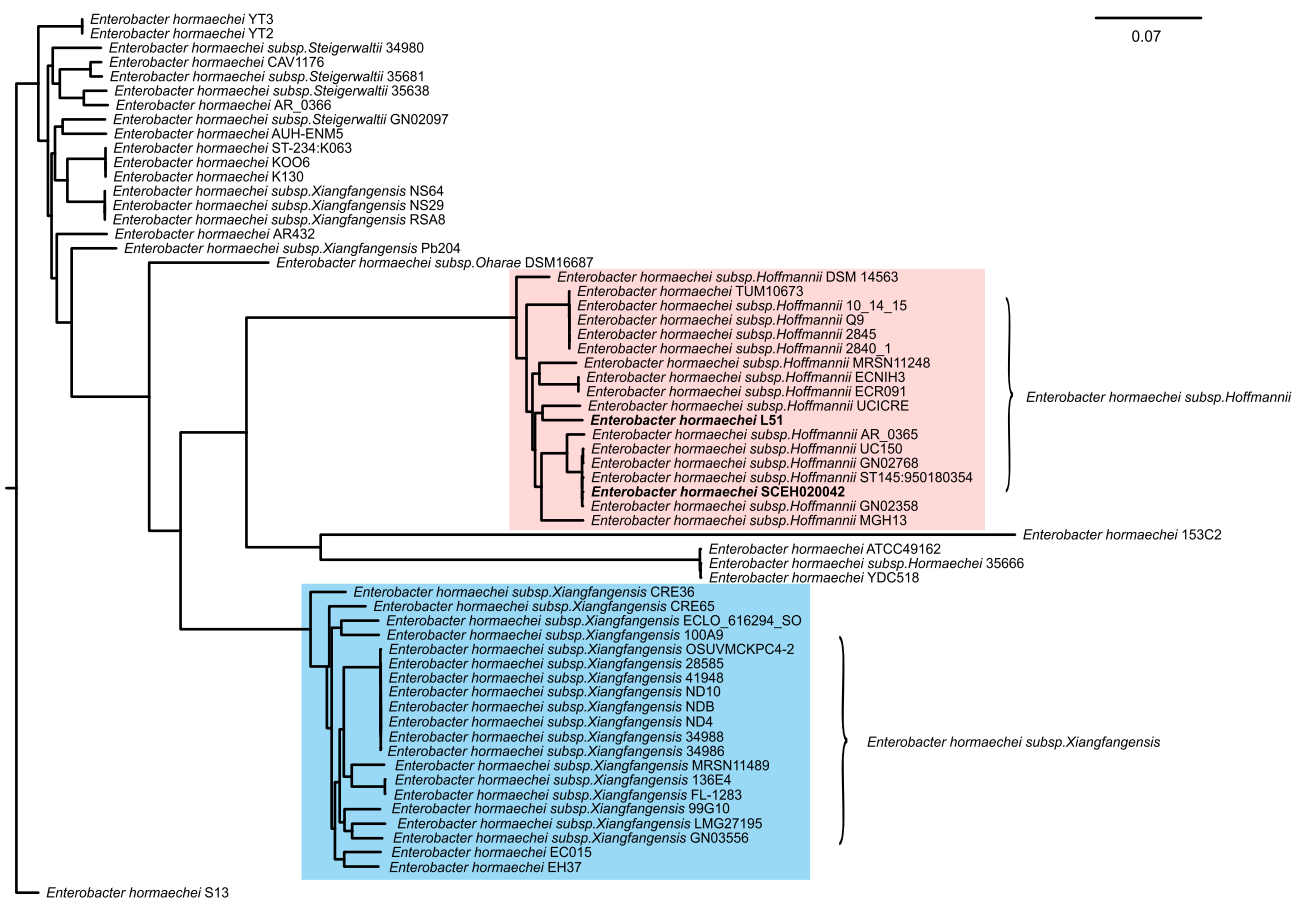 Enterobacter hormaechei YT3
0.07
Enterobacter hormaechei YT2
Enterobacter hormaechei subsp.Steigerwaltii 34980
Enterobacter hormaechei CAV1176
Enterobacter hormaechei subsp.Steigerwaltii 35681
Enterobacter hormaechei subsp.Steigerwaltii 35638
Enterobacter hormaechei AR_0366
Enterobacter hormaechei subsp.Steigerwaltii GN02097
Enterobacter hormaechei AUH-ENM5
Enterobacter hormaechei ST-234:K063
Enterobacter hormaechei KOO6
Enterobacter hormaechei K130
Enterobacter hormaechei subsp.Xiangfangensis NS64
Enterobacter hormaechei subsp.Xiangfangensis NS29
Enterobacter hormaechei subsp.Xiangfangensis RSA8
Enterobacter hormaechei AR432
Enterobacter hormaechei subsp.Xiangfangensis Pb204
Enterobacter hormaechei subsp.Oharae DSM16687
Enterobacter hormaechei subsp.Hoffmannii DSM 14563
Enterobacter hormaechei TUM10673
Enterobacter hormaechei subsp.Hoffmannii 10_14_15
Enterobacter hormaechei subsp.Hoffmannii Q9
Enterobacter hormaechei subsp.Hoffmannii 2845
Enterobacter hormaechei subsp.Hoffmannii 2840_1
Enterobacter hormaechei subsp.Hoffmannii MRSN11248
Enterobacter hormaechei subsp.Hoffmannii ECNIH3
Enterobacter hormaechei subsp.Hoffmannii ECR091
Enterobacter hormaechei subsp.Hoffmannii
Enterobacter hormaechei subsp.Hoffmannii UCICRE
Enterobacter hormaechei L51
Enterobacter hormaechei subsp.Hoffmannii AR_0365
Enterobacter hormaechei subsp.Hoffmannii UC150
Enterobacter hormaechei subsp.Hoffmannii GN02768
Enterobacter hormaechei subsp.Hoffmannii ST145:950180354
Enterobacter hormaechei SCEH020042
Enterobacter hormaechei subsp.Hoffmannii GN02358
Enterobacter hormaechei subsp.Hoffmannii MGH13
Enterobacter hormaechei 153C2
Enterobacter hormaechei ATCC49162
Enterobacter hormaechei subsp.Hormaechei 35666
Enterobacter hormaechei YDC518
Enterobacter hormaechei subsp.Xiangfangensis CRE36
Enterobacter hormaechei subsp.Xiangfangensis CRE65
Enterobacter hormaechei subsp.Xiangfangensis ECLO_616294_SO
Enterobacter hormaechei subsp.Xiangfangensis 100A9
Enterobacter hormaechei subsp.Xiangfangensis OSUVMCKPC4-2
Enterobacter hormaechei subsp.Xiangfangensis 28585
Enterobacter hormaechei subsp.Xiangfangensis 41948
Enterobacter hormaechei subsp.Xiangfangensis ND10
Enterobacter hormaechei subsp.Xiangfangensis NDB
Enterobacter hormaechei subsp.Xiangfangensis ND4
Enterobacter hormaechei subsp.Xiangfangensis 34988
Enterobacter hormaechei subsp.Xiangfangensis
Enterobacter hormaechei subsp.Xiangfangensis 34986
Enterobacter hormaechei subsp.Xiangfangensis MRSN11489
Enterobacter hormaechei subsp.Xiangfangensis 136E4
Enterobacter hormaechei subsp.Xiangfangensis FL-1283
Enterobacter hormaechei subsp.Xiangfangensis 99G10
Enterobacter hormaechei subsp.Xiangfangensis LMG27195
Enterobacter hormaechei subsp.Xiangfangensis GN03556
Enterobacter hormaechei EC015
Enterobacter hormaechei EH37
Enterobacter hormaechei S13